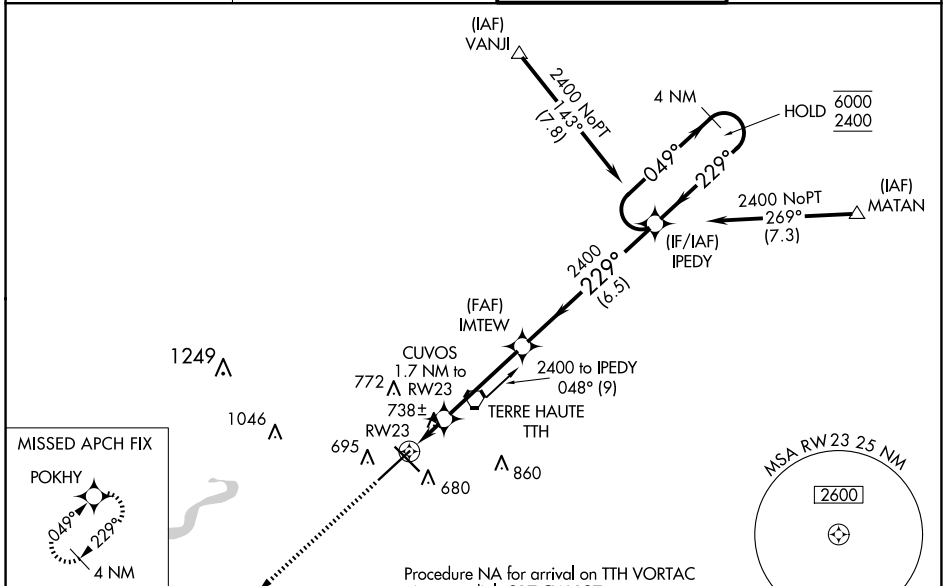 (IAF)
VANJI
2400 NoPT
143°
(7.8)
4 NM
HOLD
6000
2400
049°
229°
(IAF)
MATAN
2400 NoPT
269°
(7.3)
(IF/IAF)
IPEDY
2400
229°
(6.5)
(FAF)
IMTEW
CUVOS
1.7 NM to
RW23
2400 to IPEDY
048° (9)
TERRE HAUTE
TTH
1249
772
738±
1046
RW23
695
680
860
MISSED APCH FIX
POKHY
049°
229°
4 NM
MSA RW 23 25 NM
2600
Procedure NA for arrival on TTH VORTAC